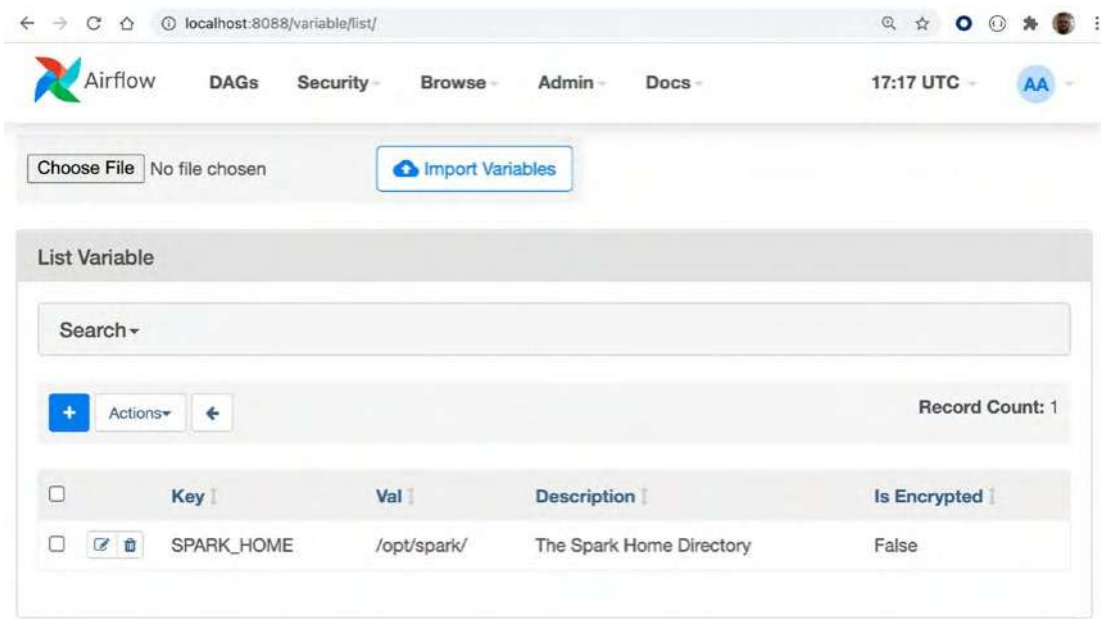 localhost:8088/variable/list/
Airflow DAGs Security Browse Admin Docs 17:17 UTC AA
Choose File No file chosen Import Variables
List Variable
Search
+ Actions Record Count: 1
Key Val Description Is Encrypted
SPARK_HOME /opt/spark/ The Spark Home Directory False